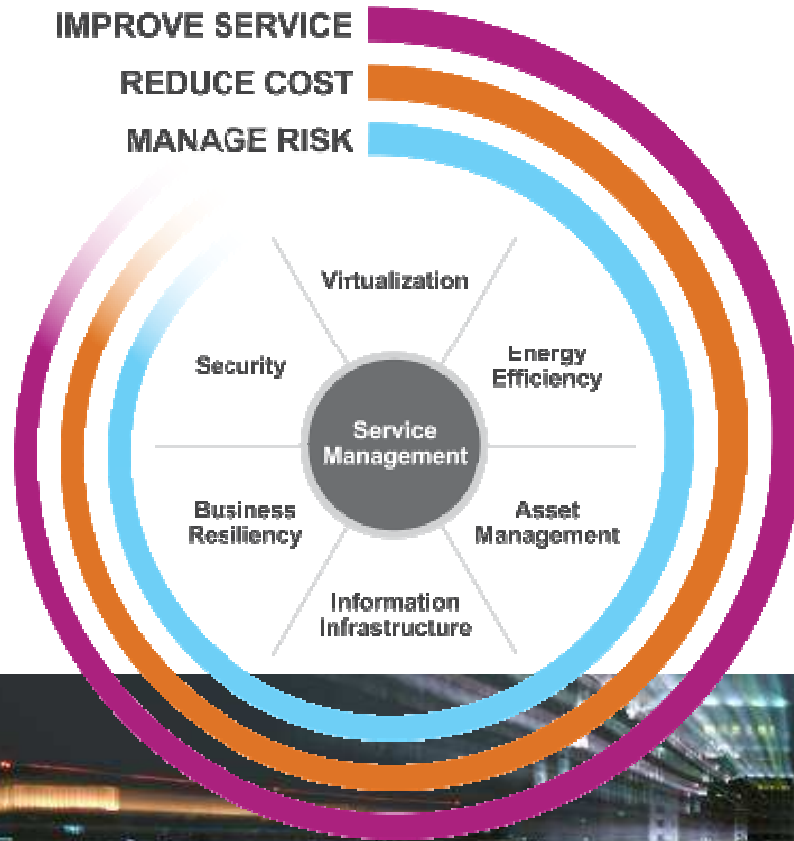 IMPROVE SERVICE
REDUCE COST
MANAGE RISK
Virtualization
Security
Energy
Efficiency
Service
Management
Business
Resiliency
Asset
Management
Information
Infrastructure